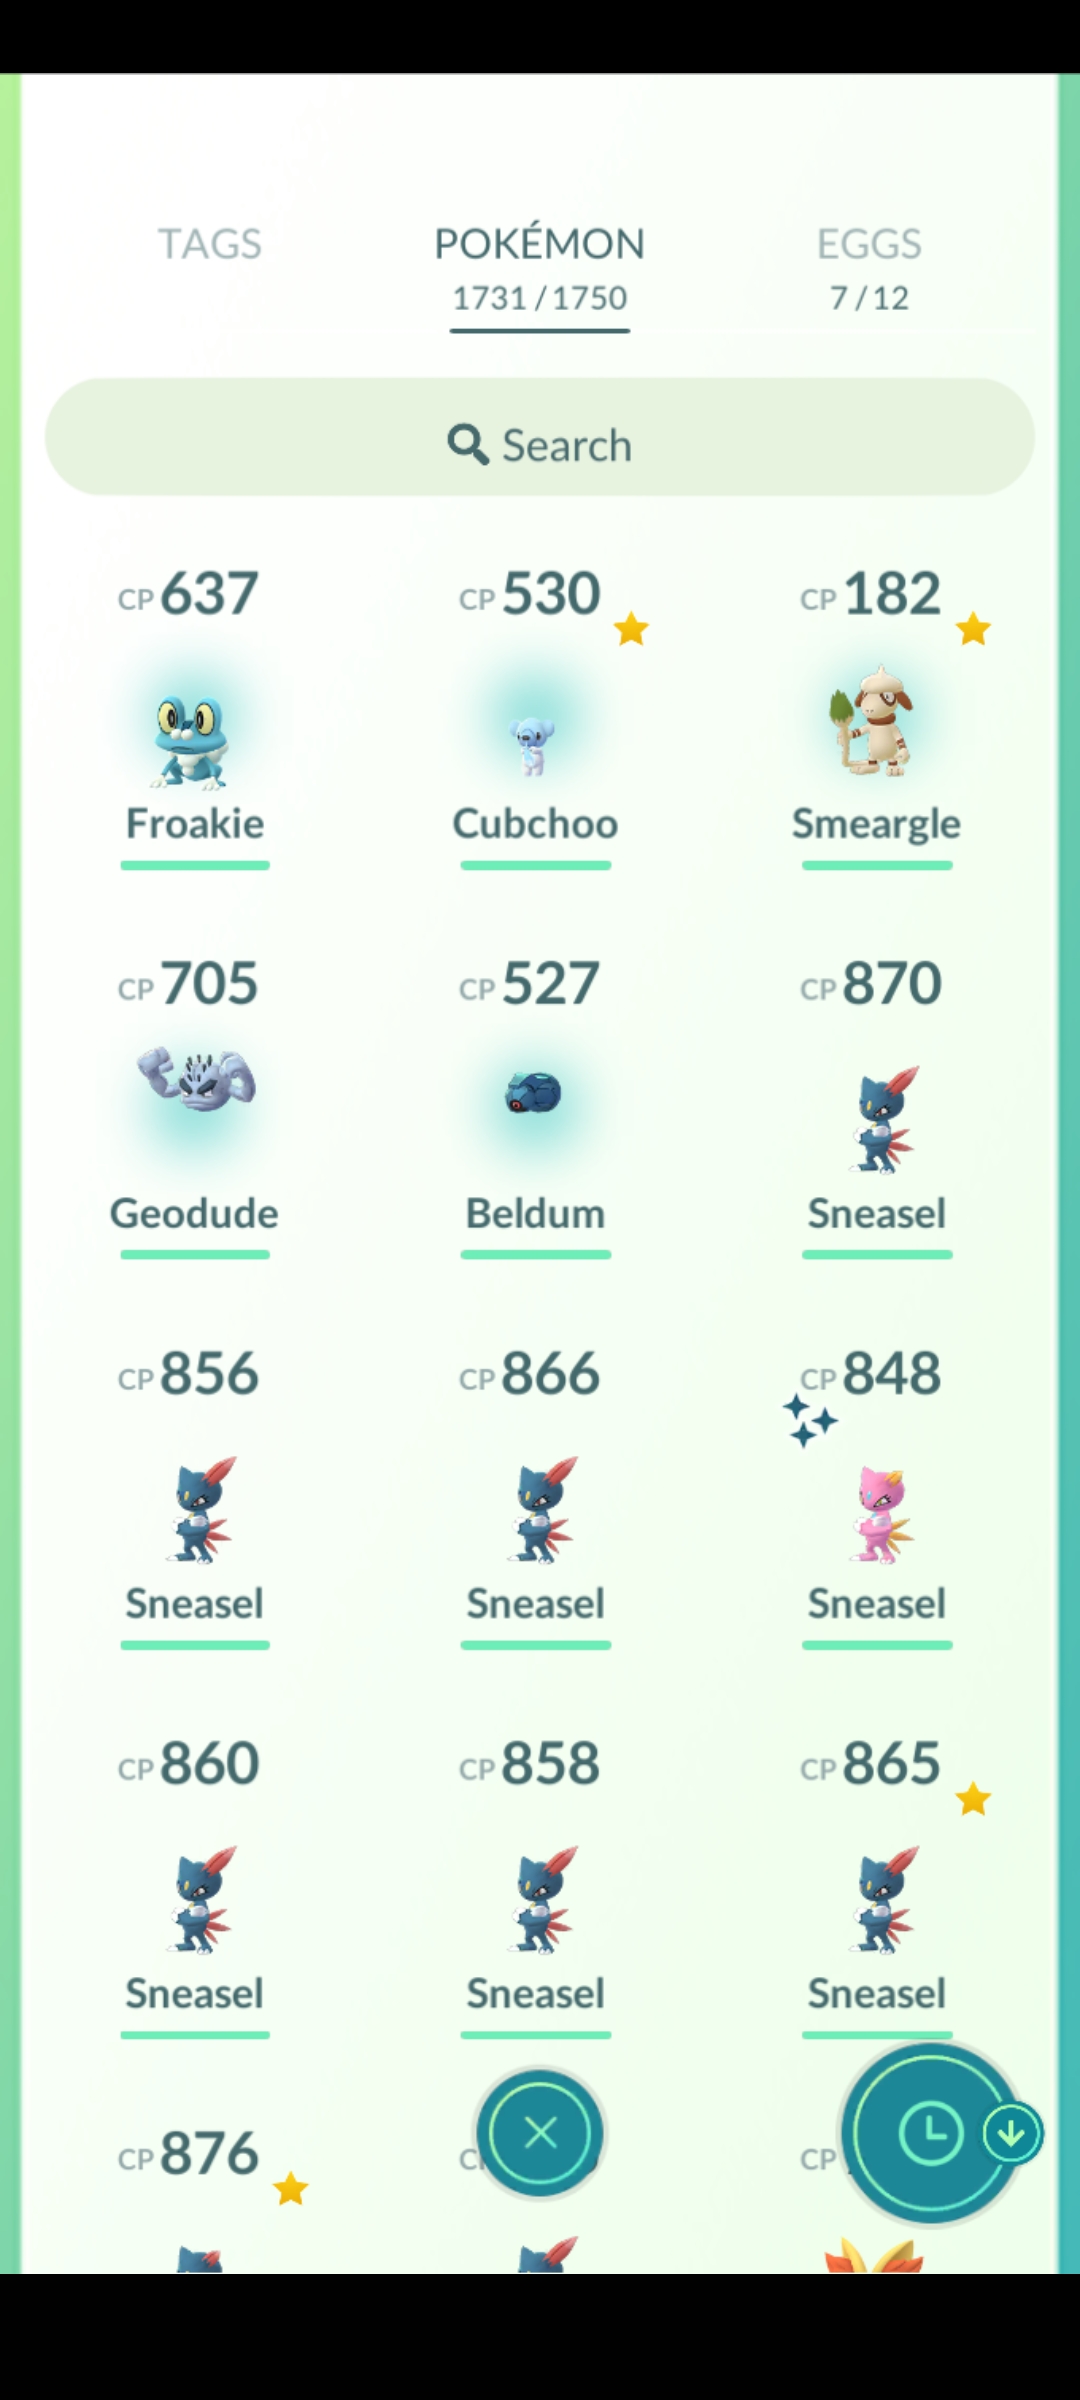 TAGS POKÉMON EGGS
1731 / 1750 7 / 12
Search
CP 637 CP 530 CP 182
Froakie Cubchoo Smeargle
CP 705 CP 527 CP 870
Geodude Beldum Sneasel
CP 856 CP 866 CP 848
Sneasel Sneasel Sneasel
CP 860 CP 858 CP 865
Sneasel Sneasel Sneasel
CP 876 CP